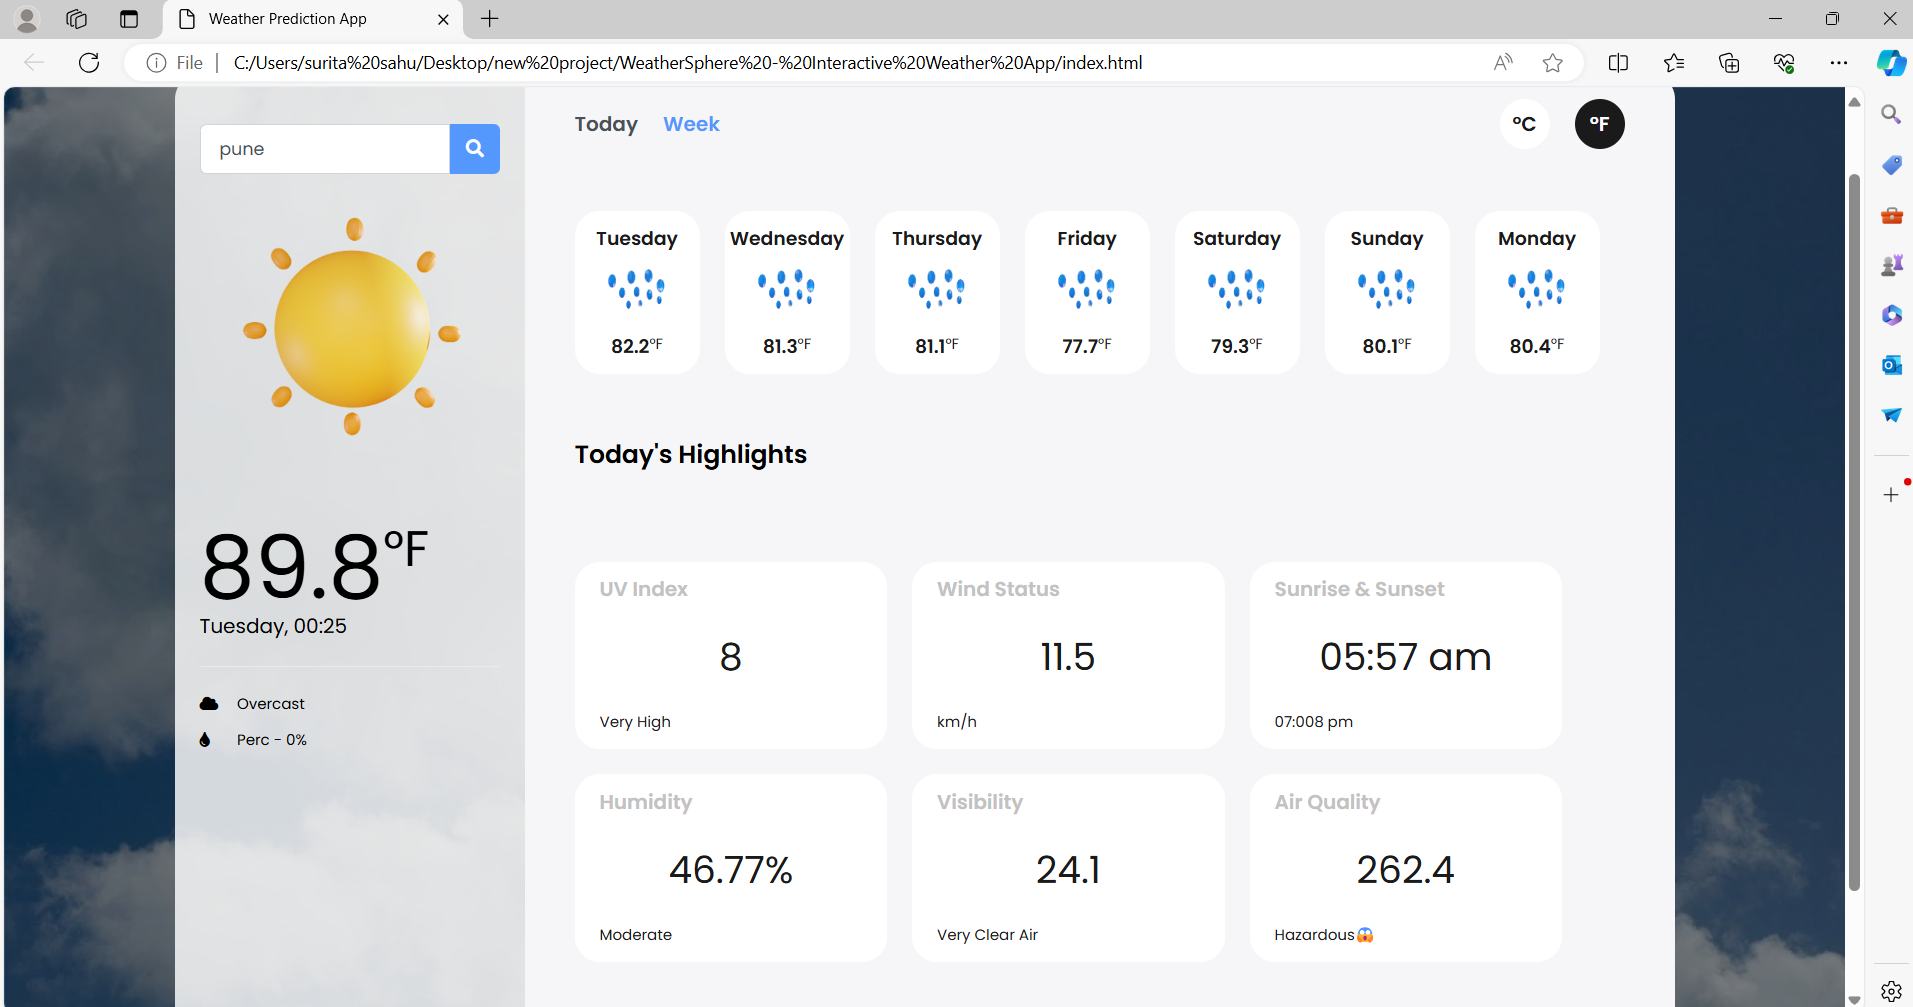 Weather Prediction App
File
C:/Users/surita%20sahu/Desktop/new%20project/WeatherSphere%20-%20Interactive%20Weather%20App/index.html
pune
Today Week
°C °F
Tuesday Wednesday Thursday Friday Saturday Sunday Monday
82.2°F 81.3°F 81.1°F 77.7°F 79.3°F 80.1°F 80.4°F
89.8°F
Tuesday, 00:25
Overcast
Perc - 0%
Today's Highlights
UV Index
8
Very High
Wind Status
11.5
km/h
Sunrise & Sunset
05:57 am
07:008 pm
Humidity
46.77%
Moderate
Visibility
24.1
Very Clear Air
Air Quality
262.4
Hazardous😱